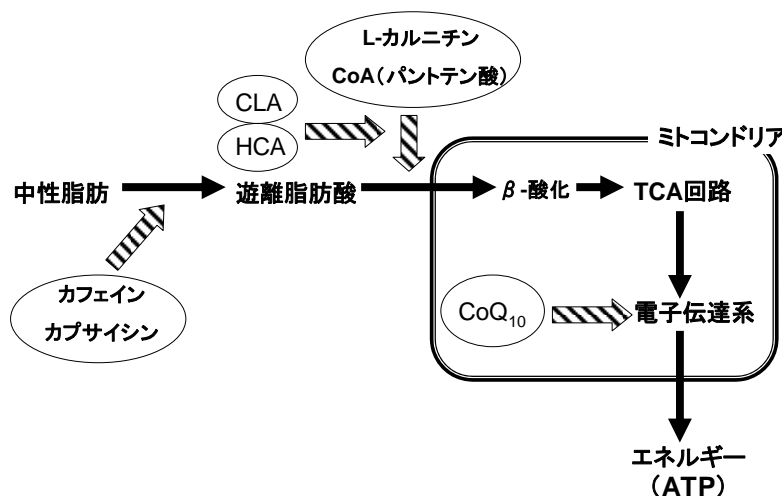 L-カルニチン
CoA(パントテン酸)
CLA
HCA
ミトコンドリア
中性脂肪
遊離脂肪酸
β-酸化
TCA回路
カフェイン
カプサイシン
CoQ10
電子伝達系
エネルギー
(ATP)